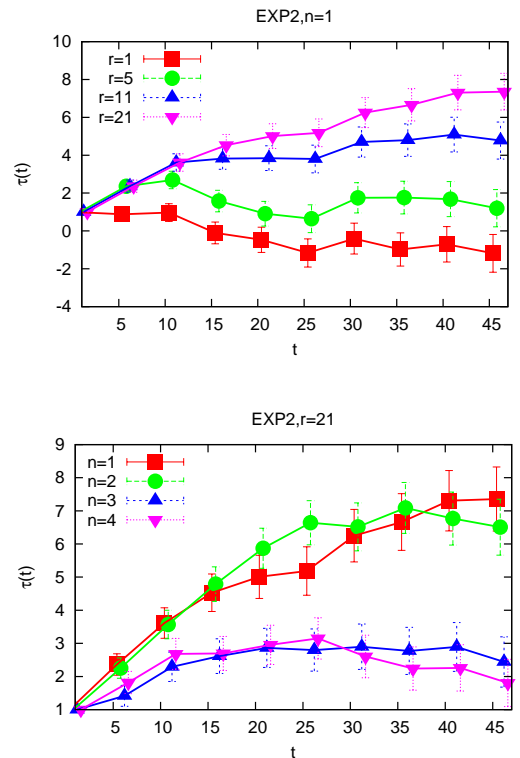 EXP2,n=1
10
8
6
4
2
0
-2
-4
τ(t)
r=1
r=5
r=11
r=21
5 10 15 20 25 30 35 40 45
t
EXP2,r=21
9
8
7
6
5
4
3
2
1
τ(t)
n=1
n=2
n=3
n=4
5 10 15 20 25 30 35 40 45
t